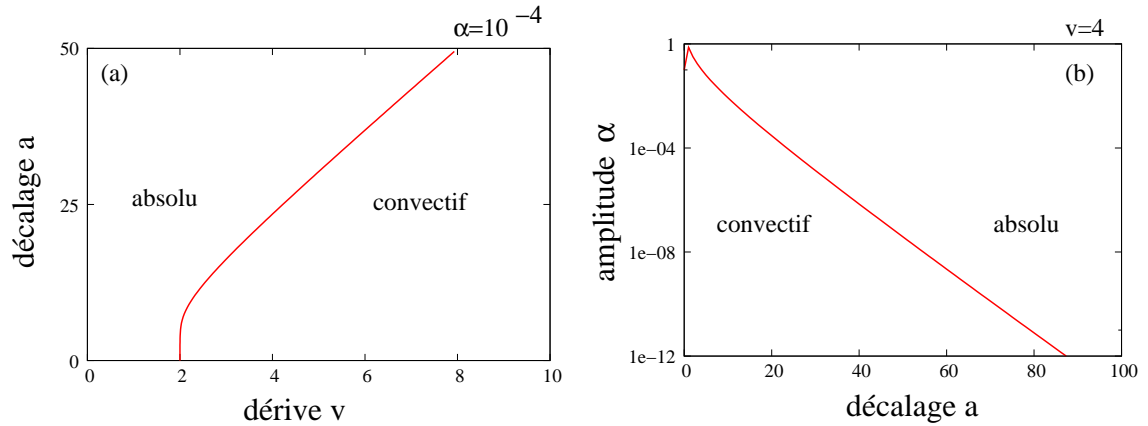 α=10 −4
50
(a)
décalage a
absolu
25
convectif
0
0 2 4 6 8 10
dérive v
v=4
1
(b)
amplitude α
1e−04
convectif
absolu
1e−08
1e−12
0 20 40 60 80 100
décalage a